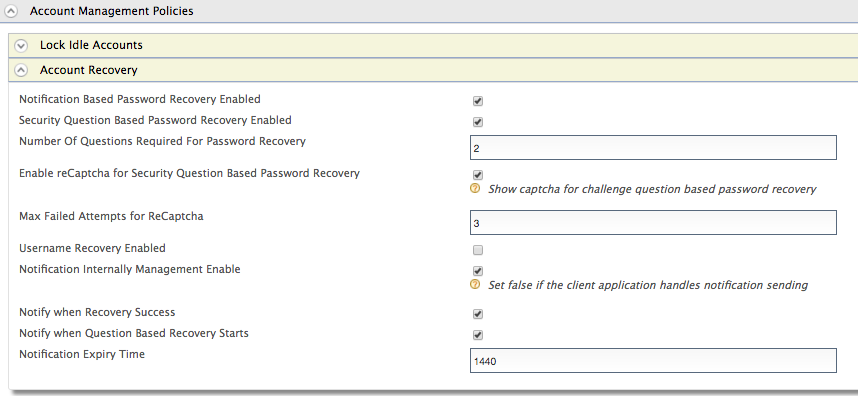 Account Management Policies
Lock Idle Accounts
Account Recovery
Notification Based Password Recovery Enabled
Security Question Based Password Recovery Enabled
Number Of Questions Required For Password Recovery
2
Enable reCaptcha for Security Question Based Password Recovery
Show captcha for challenge question based password recovery
Max Failed Attempts for ReCaptcha
3
Username Recovery Enabled
Notification Internally Management Enable
Set false if the client application handles notification sending
Notify when Recovery Success
Notify when Question Based Recovery Starts
Notification Expiry Time
1440